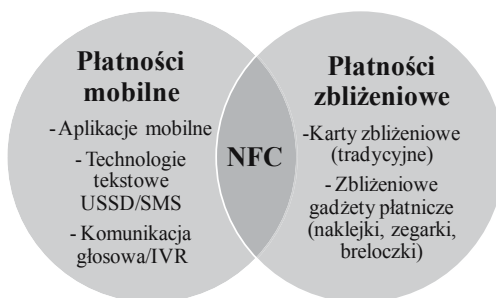 Płatności
mobilne
-Aplikacje mobilne
- Technologie
tekstowe
USSD/SMS
- Komunikacja
głosowa/IVR
NFC
Płatności
zbliżeniowe
-Karty zbliżeniowe
(tradycyjne)
- Zbliżeniowe
gadżety płatnicze
(naklejki, zegarki,
breloczki)